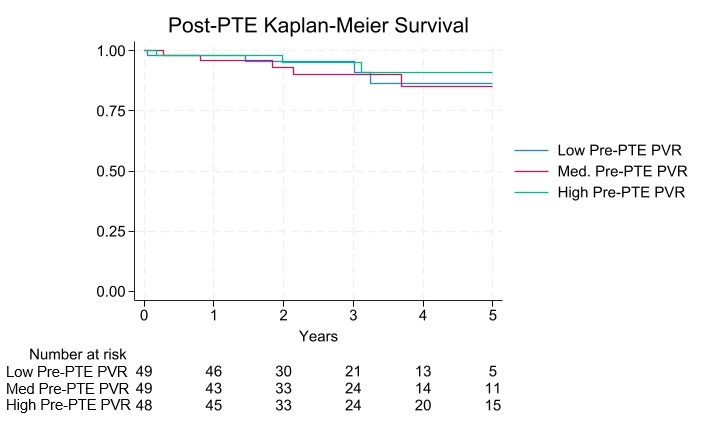 Post-PTE Kaplan-Meier Survival
1.00
0.75
0.50
0.25
0.00
0 1 2 3 4 5
Years
Low Pre-PTE PVR
Med. Pre-PTE PVR
High Pre-PTE PVR
Number at risk
Low Pre-PTE PVR 49 46 30 21 13 5
Med Pre-PTE PVR 49 43 33 24 14 11
High Pre-PTE PVR 48 45 33 24 20 15